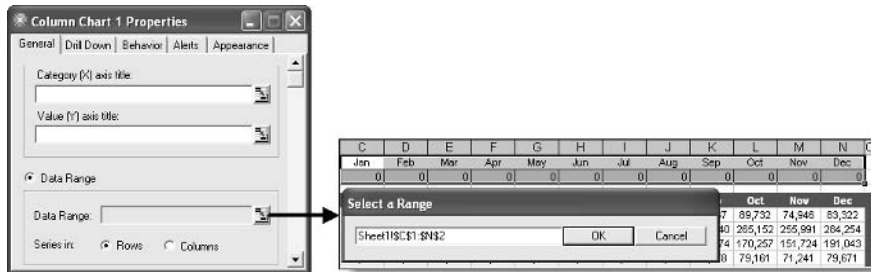 Column Chart 1 Properties
General Drill Down Behavior Alerts Appearance
Category (X) axis title:
Value (Y) axis title:
Data Range
Data Range:
Series in: Rows Columns
C D E F G H I J K L M N
Jan Feb Mar Apr May Jun Jul Aug Sep Oct Nov Dec
0 0 0 0 0 0 0 0 0 0 0 0
Select a Range
Sheet1!$C$1:$N$2
OK Cancel
Oct Nov Dec
89,732 74,946 83,322
265,152 255,991 284,254
170,257 151,724 191,043
79,161 71,241 79,671